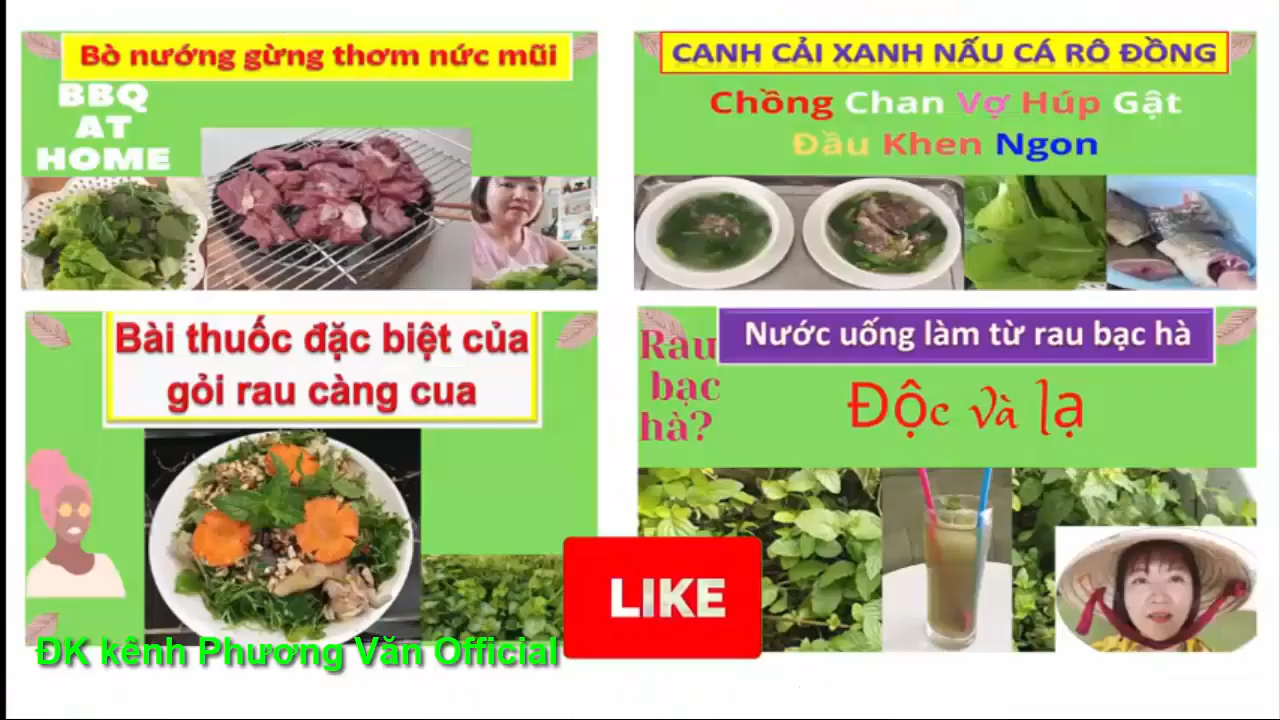 Bò nướng gừng thơm nức mũi
BBQ
AT
HOME
CANH CẢI XANH NẤU CÁ RÔ ĐỒNG
Chồng Chan Vợ Húp Gật
Đầu Khen Ngon
Bài thuốc đặc biệt của
gỏi rau càng cua
Nước uống làm từ rau bạc hà
Rau
bạc
hà?
Độc và lạ
LIKE
ĐK kênh Phương Văn Official